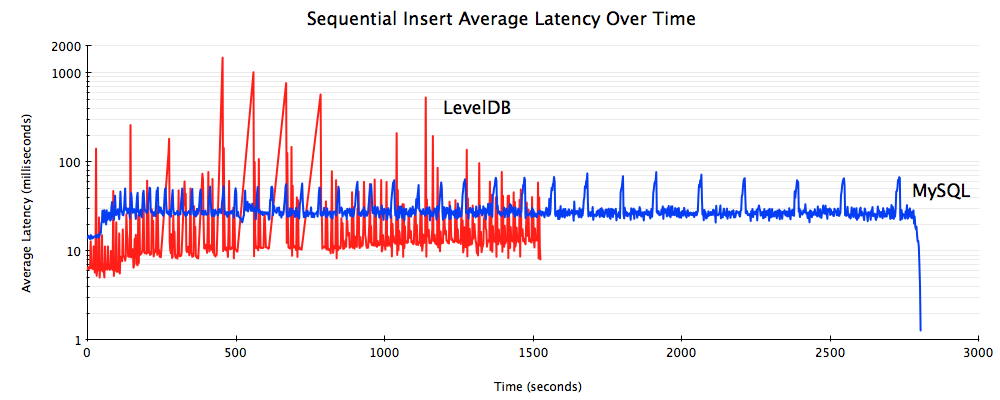 Sequential Insert Average Latency Over Time
2000
1000
100
10
1
Average Latency (milliseconds)
LevelDB
MySQL
0 500 1000 1500 2000 2500 3000
Time (seconds)